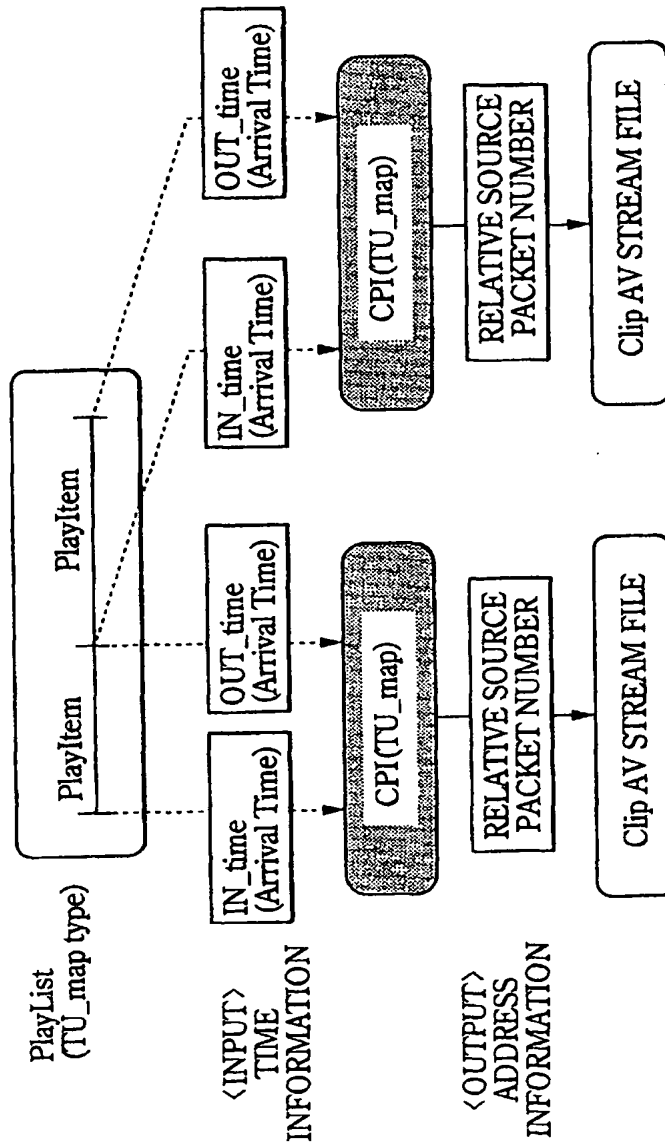 PlayList
(TU_map type)
PlayItem
PlayItem
<INPUT>
TIME
INFORMATION
IN_time
(Arrival Time)
OUT_time
(Arrival Time)
IN_time
(Arrival Time)
OUT_time
(Arrival Time)
CPI(TU_map)
CPI(TU_map)
<OUTPUT>
ADDRESS
INFORMATION
RELATIVE SOURCE
PACKET NUMBER
RELATIVE SOURCE
PACKET NUMBER
Clip AV STREAM FILE
Clip AV STREAM FILE